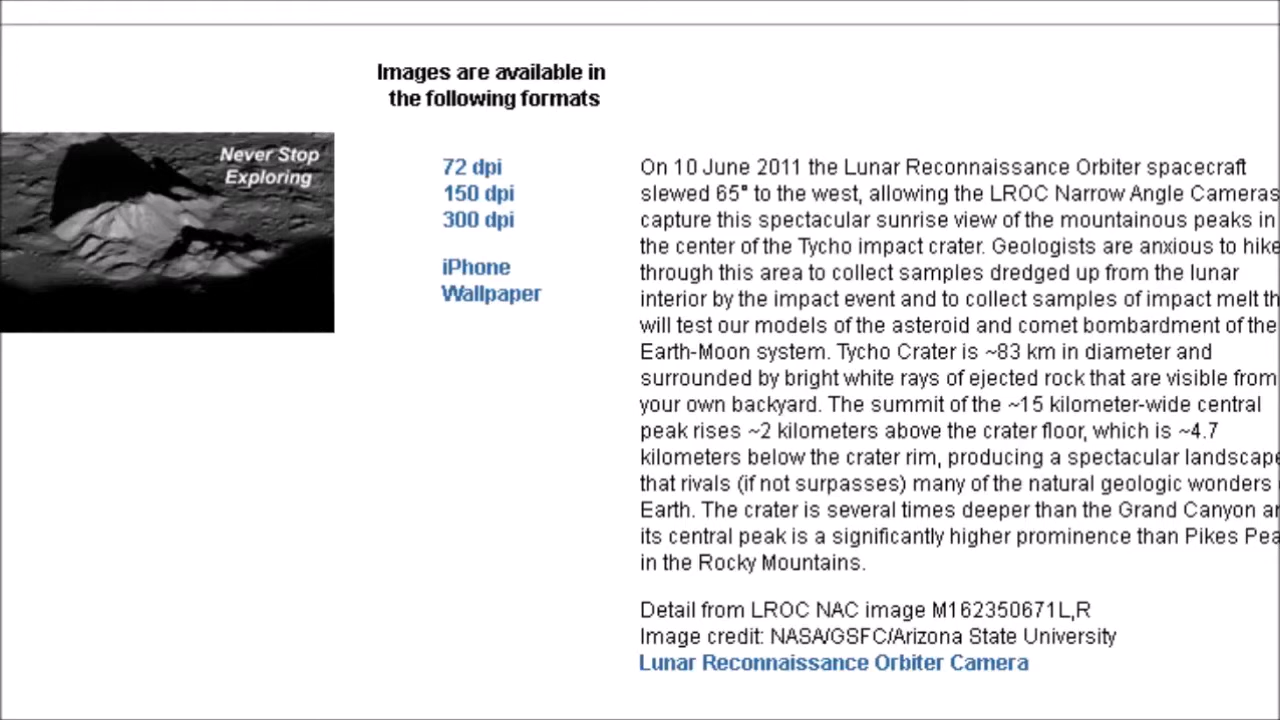 Images are available in
the following formats
Never Stop
Exploring
72 dpi
150 dpi
300 dpi
iPhone
Wallpaper
On 10 June 2011 the Lunar Reconnaissance Orbiter spacecraft
slewed 65° to the west, allowing the LROC Narrow Angle Cameras
capture this spectacular sunrise view of the mountainous peaks in
the center of the Tycho impact crater. Geologists are anxious to hike
through this area to collect samples dredged up from the lunar
interior by the impact event and to collect samples of impact melt
will test our models of the asteroid and comet bombardment of the
Earth-Moon system. Tycho Crater is ~83 km in diameter and
surrounded by bright white rays of ejected rock that are visible from
your own backyard. The summit of the ~15 kilometer-wide central
peak rises ~2 kilometers above the crater floor, which is ~4.7
kilometers below the crater rim, producing a spectacular landscape
that rivals (if not surpasses) many of the natural geologic wonders
Earth. The crater is several times deeper than the Grand Canyon
its central peak is a significantly higher prominence than Pikes
in the Rocky Mountains.
Detail from LROC NAC image M162350671L,R
Image credit: NASA/GSFC/Arizona State University
Lunar Reconnaissance Orbiter Camera